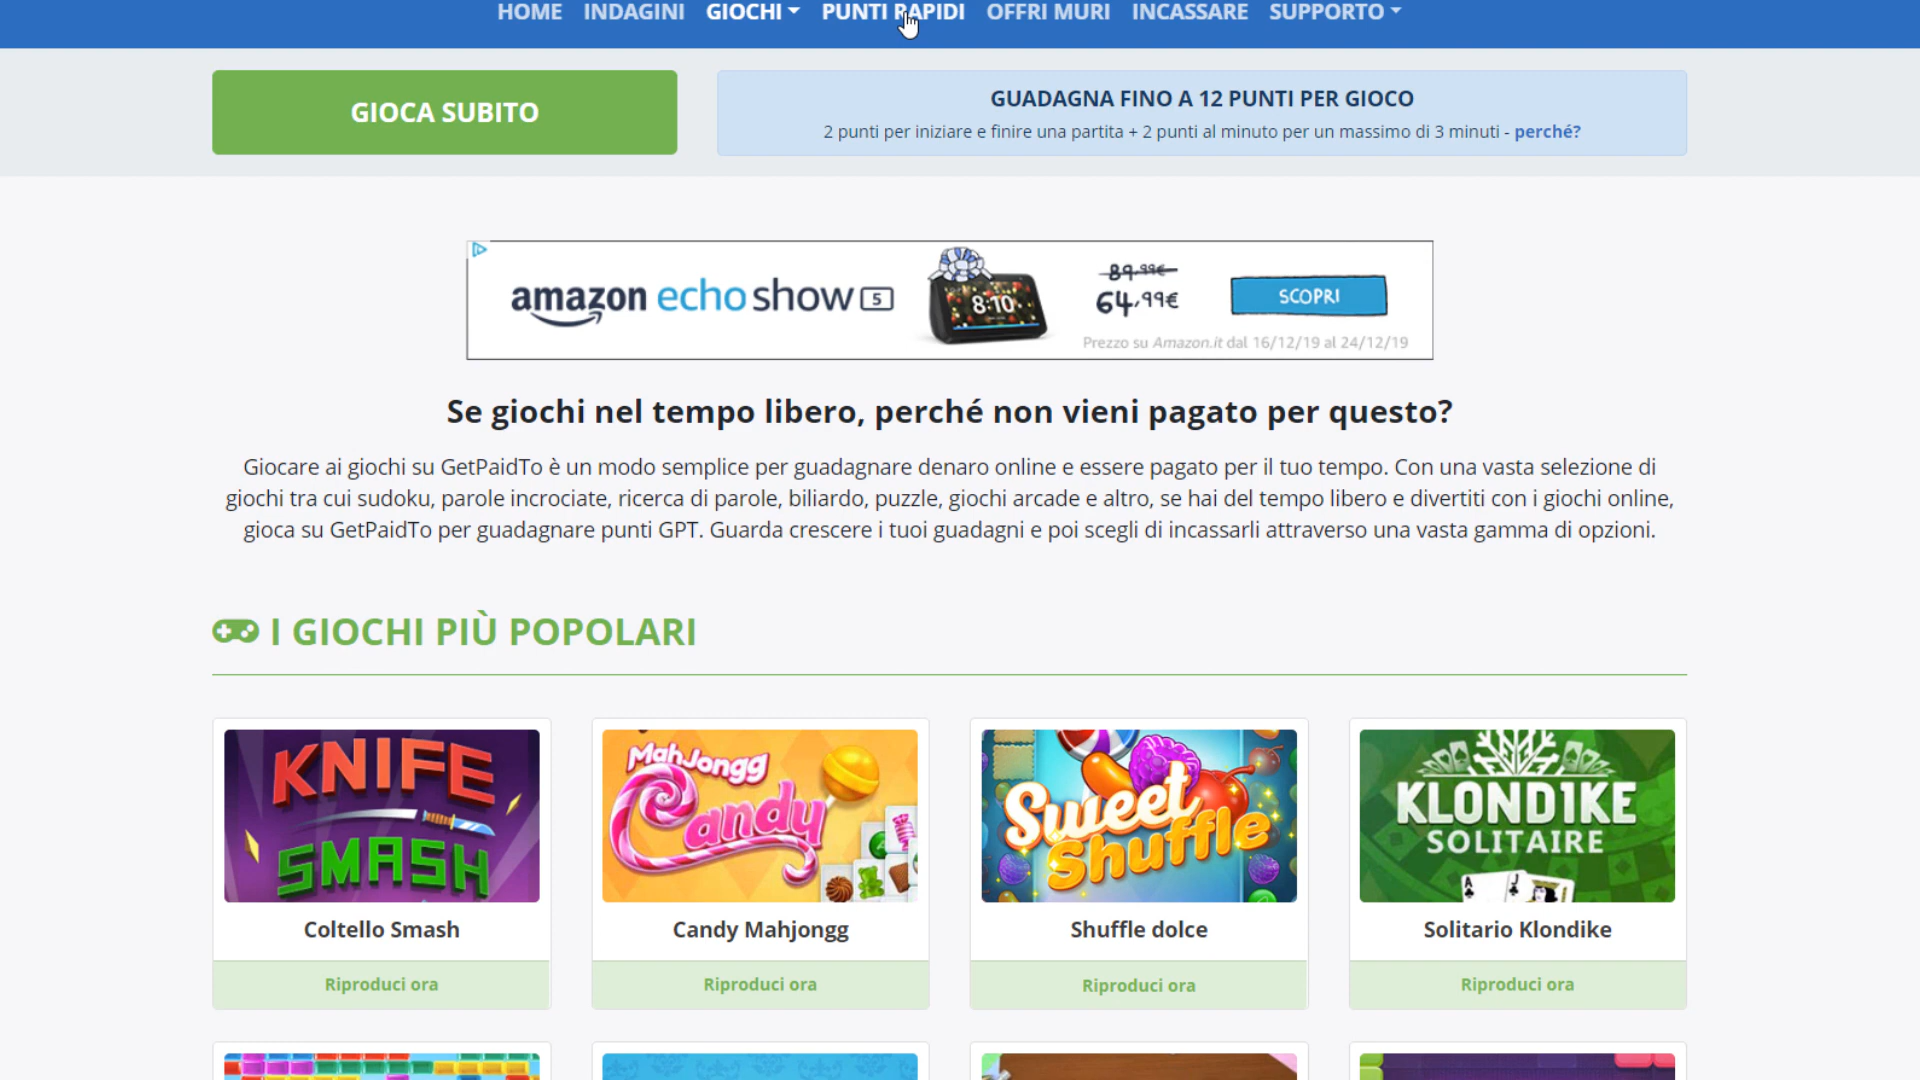 HOME INDAGINI GIOCHI PUNTI RAPIDI OFFRI MURI INCASSARE SUPPORTO
GIOCA SUBITO
GUADAGNA FINO A 12 PUNTI PER GIOCO
2 punti per iniziare e finire una partita + 2 punti al minuto per un massimo di 3 minuti - perché?
amazon echo show 5
8:10
89,99€
64,99€
SCOPRI
Prezzo su Amazon.it dal 16/12/19 al 24/12/19
Se giochi nel tempo libero, perché non vieni pagato per questo?
Giocare ai giochi su GetPaidTo è un modo semplice per guadagnare denaro online e essere pagato per il tuo tempo. Con una vasta selezione di
giochi tra cui sudoku, parole incrociate, ricerca di parole, biliardo, puzzle, giochi arcade e altro, se hai del tempo libero e divertiti con i giochi online,
gioca su GetPaidTo per guadagnare punti GPT. Guarda crescere i tuoi guadagni e poi scegli di incassarli attraverso una vasta gamma di opzioni.
I GIOCHI PIÙ POPOLARI
KNIFE
SMASH
Coltello Smash
Riproduci ora
MahJongg
Candy
Candy Mahjongg
Riproduci ora
Sweet
Shuffle
Shuffle dolce
Riproduci ora
KLONDIKE
SOLITAIRE
A J
Solitario Klondike
Riproduci ora